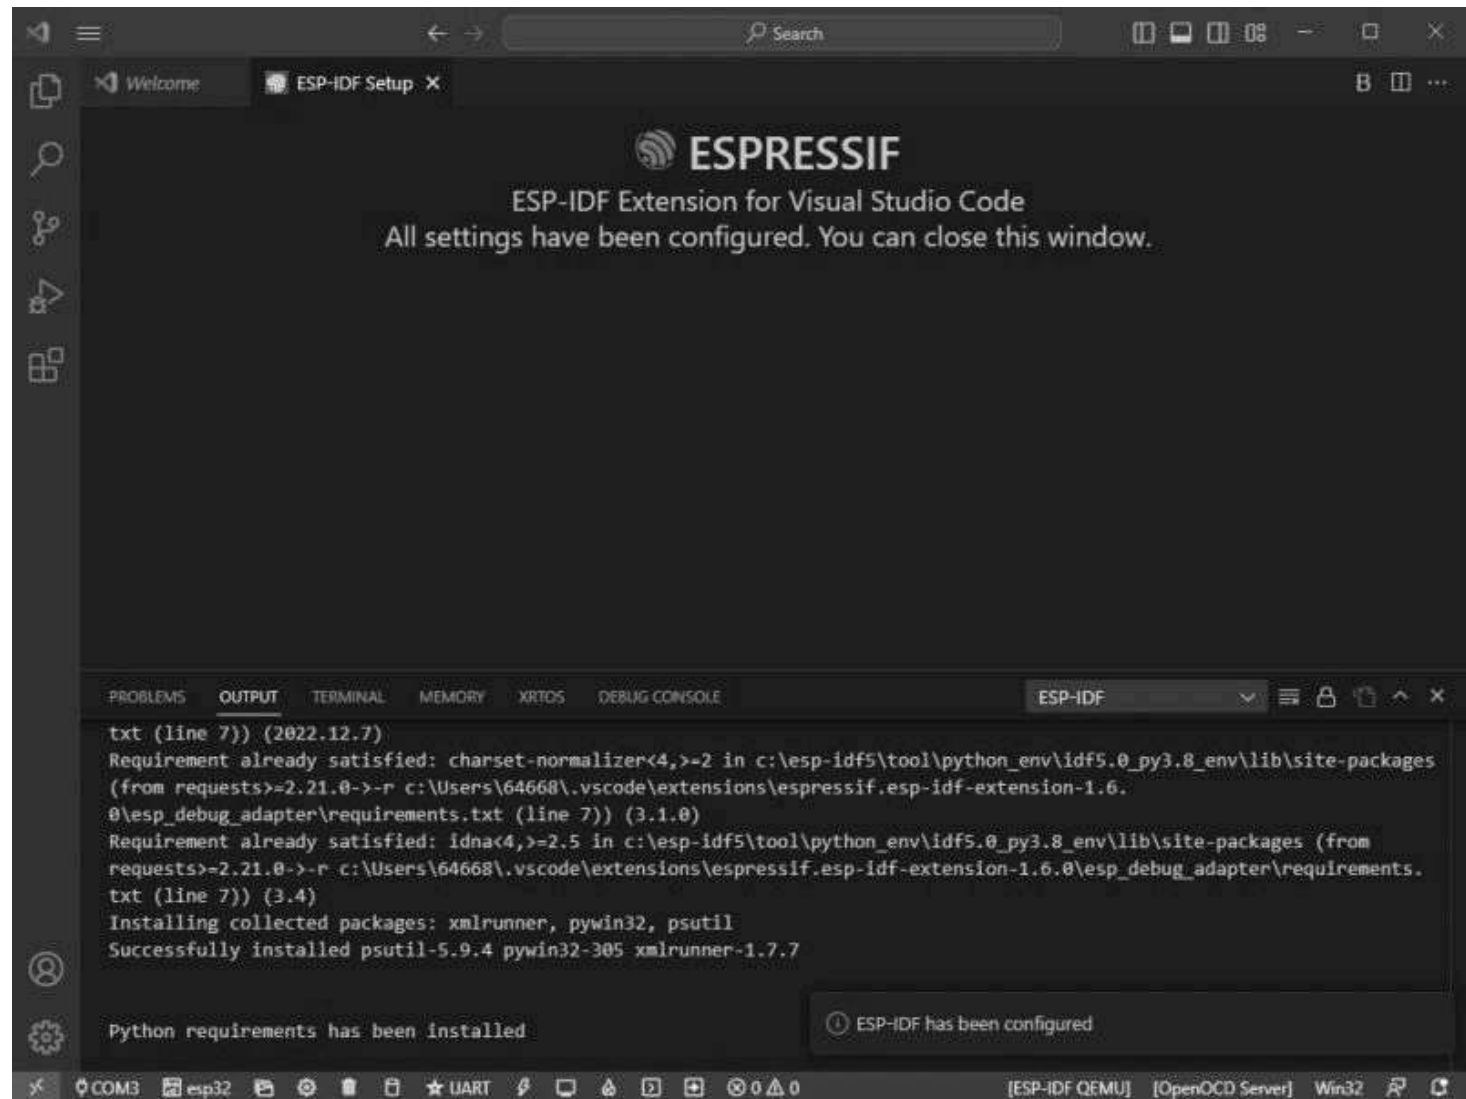 Search
Welcome
ESP-IDF Setup
ESPRESSIF
ESP-IDF Extension for Visual Studio Code
All settings have been configured. You can close this window.
PROBLEMS OUTPUT TERMINAL MEMORY XRTOS DEBUG CONSOLE ESP-IDF
txt (line 7)) (2022.12.7)
Requirement already satisfied: charset-normalizer<4,>=2 in c:\esp-idf5\tool\python_env\idf5.0_py3.8_env\lib\site-packages
(from requests>=2.21.0->-r c:\Users\64668\.vscode\extensions\espressif.esp-idf-extension-1.6.
0\esp_debug_adapter\requirements.txt (line 7)) (3.1.0)
Requirement already satisfied: idna<4,>=2.5 in c:\esp-idf5\tool\python_env\idf5.0_py3.8_env\lib\site-packages (from
requests>=2.21.0->-r c:\Users\64668\.vscode\extensions\espressif.esp-idf-extension-1.6.0\esp_debug_adapter\requirements.
txt (line 7)) (3.4)
Installing collected packages: xmlrunner, pywin32, psutil
Successfully installed psutil-5.9.4 pywin32-305 xmlrunner-1.7.7
Python requirements has been installed
ESP-IDF has been configured
COM3 esp32 UART 0 0 [ESP-IDF QEMU] [OpenOCD Server] Win32